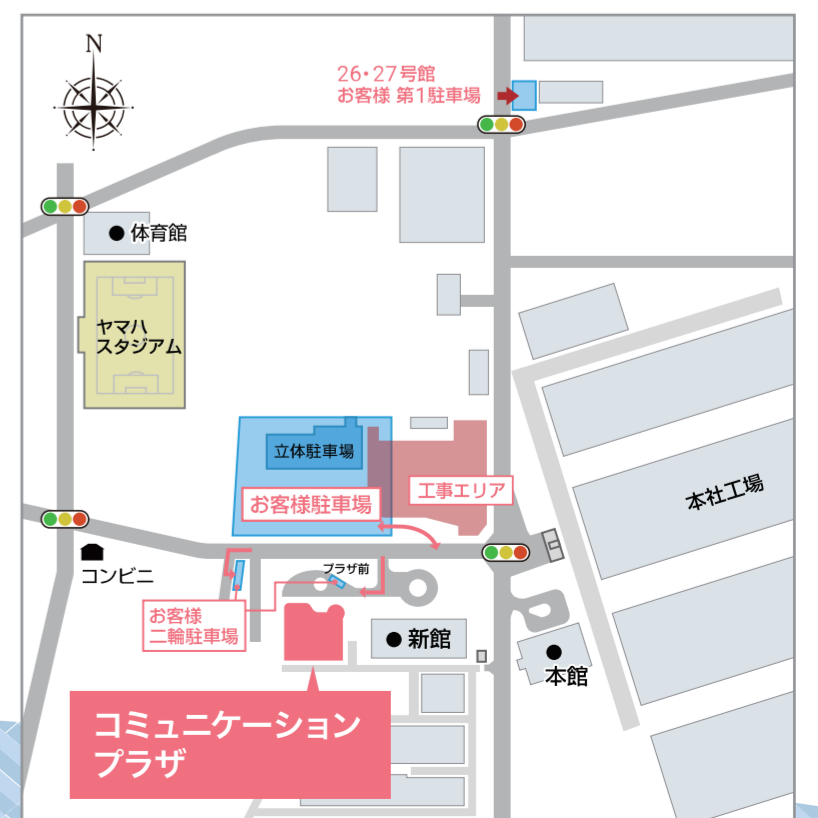 N
26・27号館
お客様 第1駐車場
体育館
ヤマハ
スタジアム
立体駐車場
お客様駐車場
工事エリア
本社工場
コンビニ
プラザ前
お客様
二輪駐車場
新館
本館
コミュニケーション
プラザ